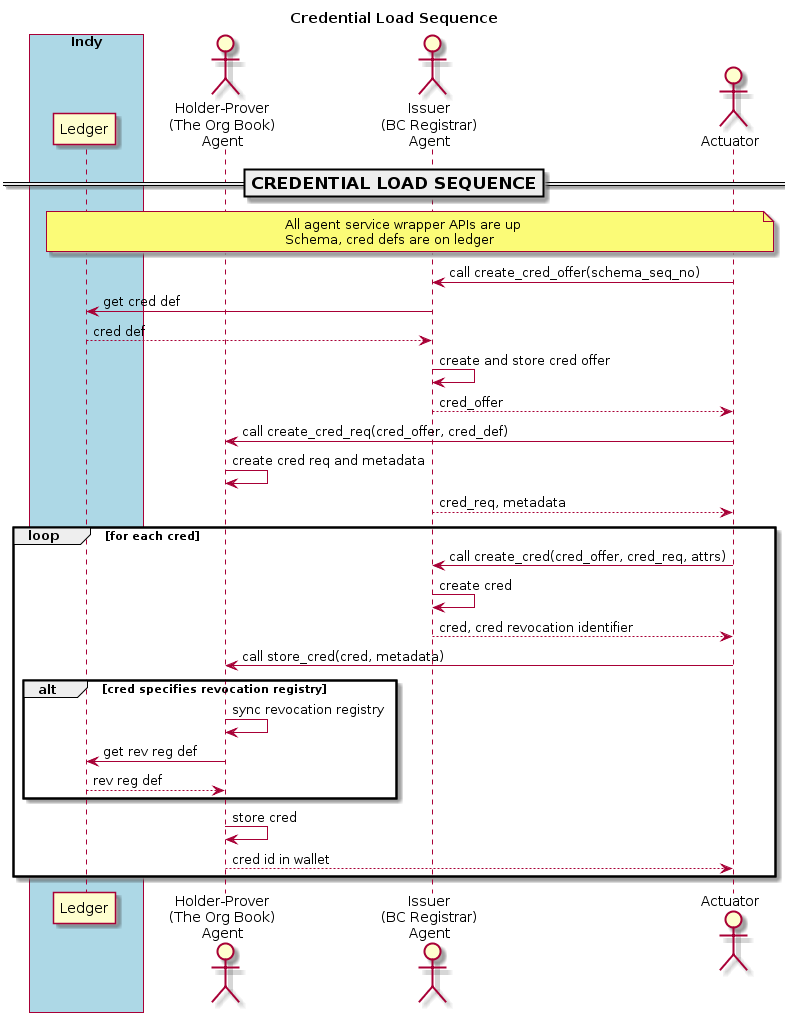 Credential Load Sequence
Indy
Ledger
Holder-Prover
(The Org Book)
Agent
Issuer
(BC Registrar)
Agent
Actuator
CREDENTIAL LOAD SEQUENCE
All agent service wrapper APIs are up
Schema, cred defs are on ledger
call create_cred_offer(schema_seq_no)
get cred def
cred def
create and store cred offer
cred_offer
call create_cred_req(cred_offer, cred_def)
create cred req and metadata
cred_req, metadata
loop [for each cred]
call create_cred(cred_offer, cred_req, attrs)
create cred
cred, cred revocation identifier
call store_cred(cred, metadata)
alt [cred specifies revocation registry]
sync revocation registry
get rev reg def
rev reg def
store cred
cred id in wallet
Ledger
Holder-Prover
(The Org Book)
Agent
Issuer
(BC Registrar)
Agent
Actuator